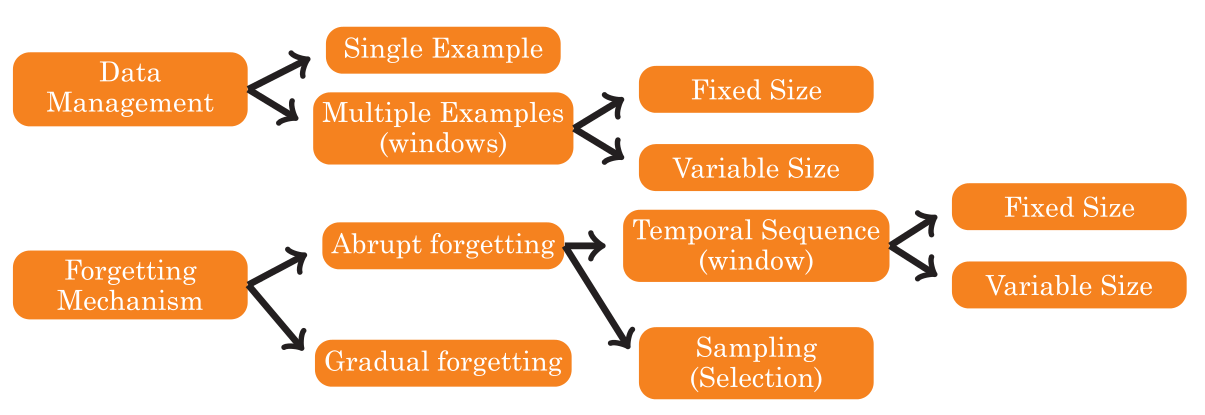 Data
Management
Single Example
Multiple Examples
(windows)
Fixed Size
Variable Size
Forgetting
Mechanism
Abrupt forgetting
Gradual forgetting
Temporal Sequence
(window)
Sampling
(Selection)
Fixed Size
Variable Size